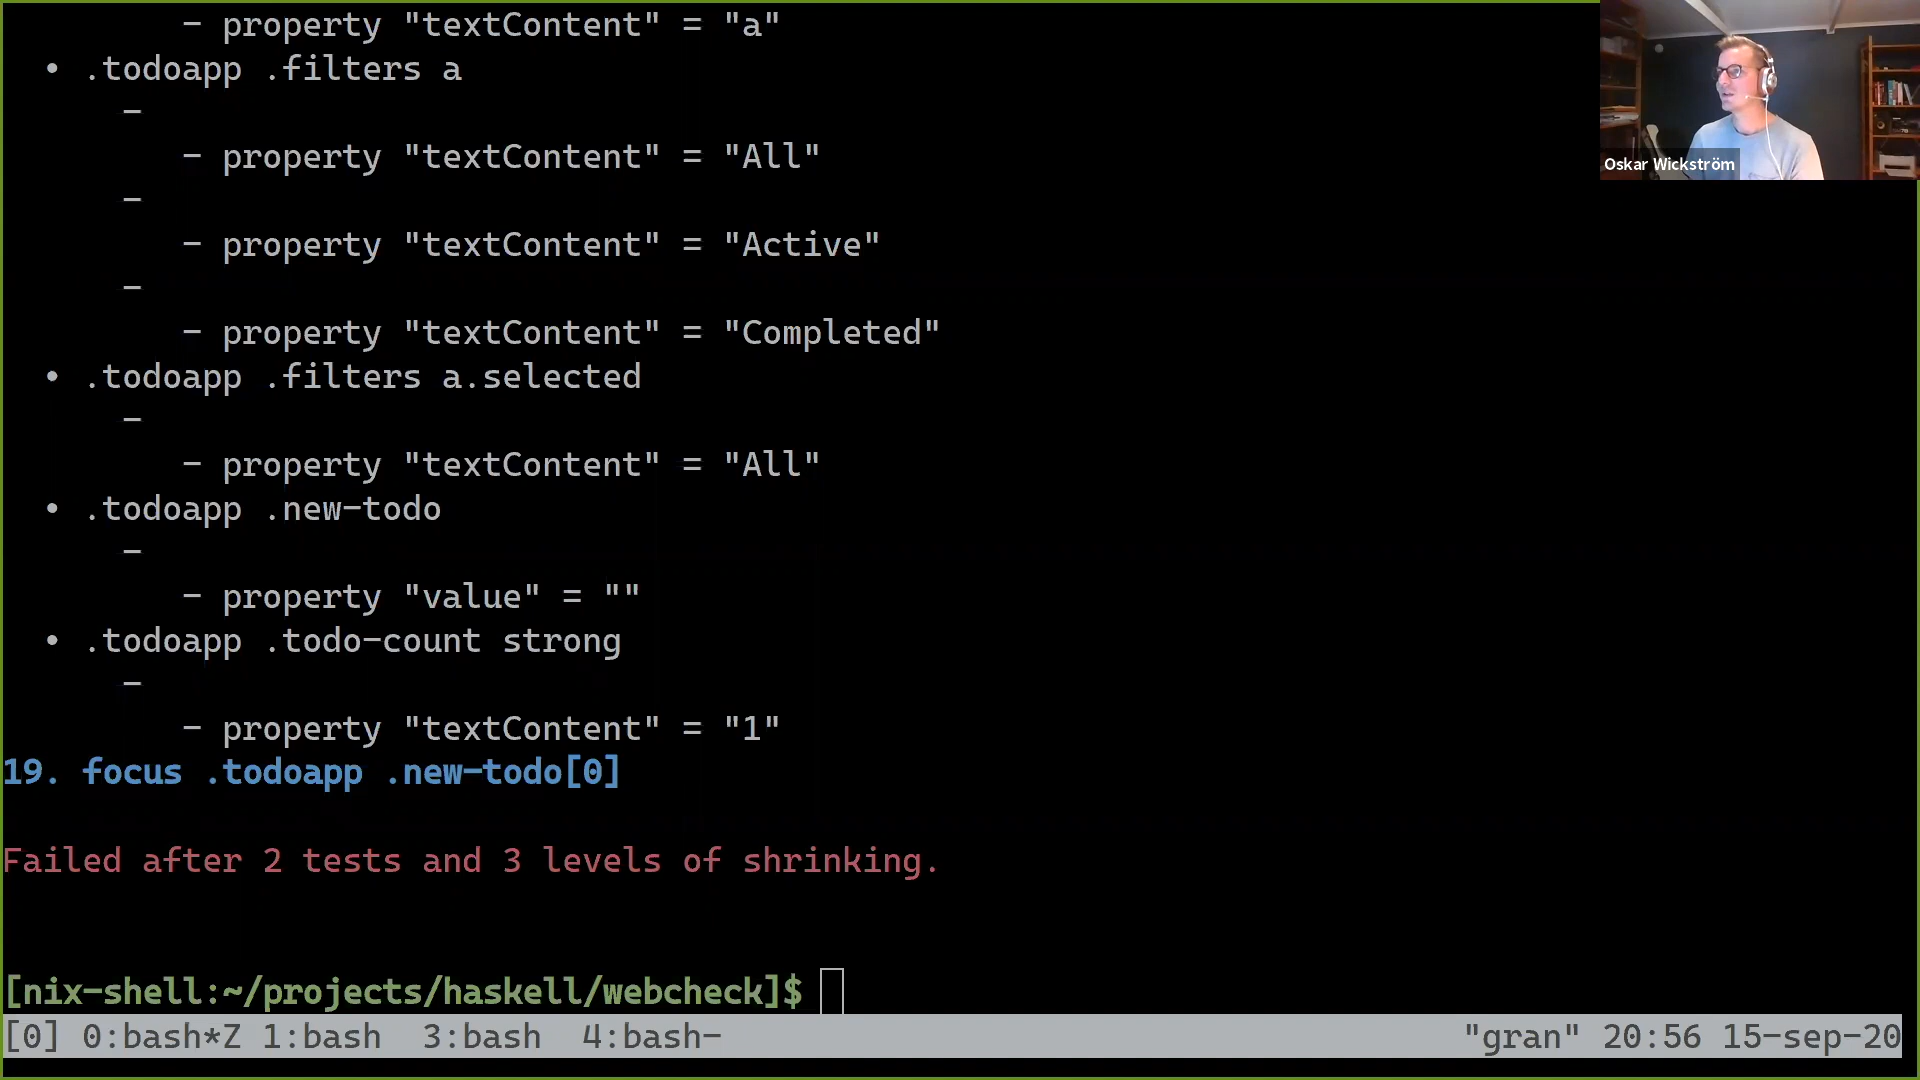 - property "textContent" = "a"
• .todoapp .filters a
-
- property "textContent" = "All"
-
- property "textContent" = "Active"
-
- property "textContent" = "Completed"
• .todoapp .filters a.selected
-
- property "textContent" = "All"
• .todoapp .new-todo
-
- property "value" = ""
• .todoapp .todo-count strong
-
- property "textContent" = "1"
19. focus .todoapp .new-todo[0]
Failed after 2 tests and 3 levels of shrinking.
[nix-shell:~/projects/haskell/webcheck]$
[0] 0:bash*Z 1:bash  3:bash  4:bash- "gran" 20:56 15-sep-20
Oskar Wickström